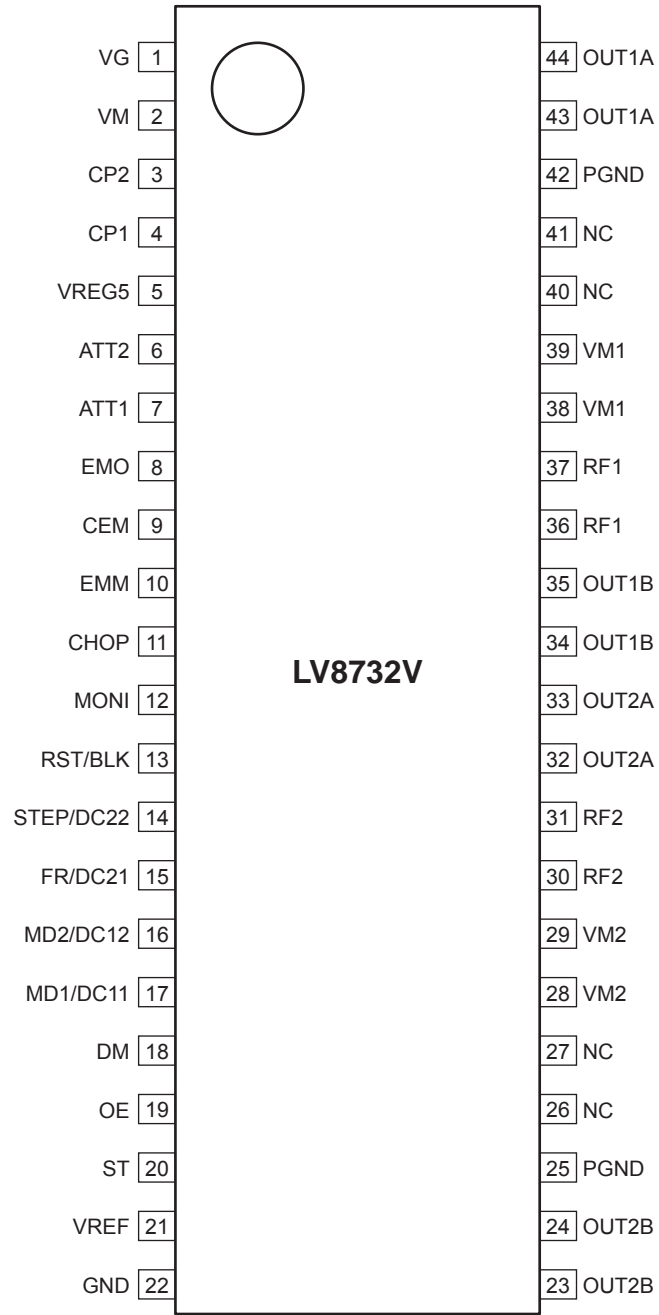 VG 1 44 OUT1A
VM 2 43 OUT1A
CP2 3 42 PGND
CP1 4 41 NC
VREG5 5 40 NC
ATT2 6 39 VM1
ATT1 7 38 VM1
EMO 8 37 RF1
CEM 9 36 RF1
EMM 10 35 OUT1B
CHOP 11 34 OUT1B
LV8732V
MONI 12 33 OUT2A
RST/BLK 13 32 OUT2A
STEP/DC22 14 31 RF2
FR/DC21 15 30 RF2
MD2/DC12 16 29 VM2
MD1/DC11 17 28 VM2
DM 18 27 NC
OE 19 26 NC
ST 20 25 PGND
VREF 21 24 OUT2B
GND 22 23 OUT2B